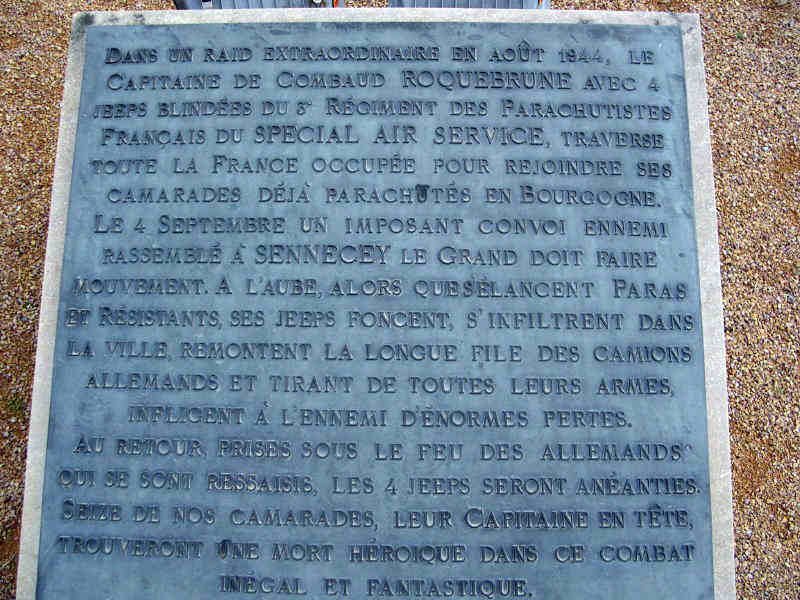 Dans un raid extraordinaire en août 1944, le
Capitaine de Combaud ROQUEBRUNE avec 4
jeeps blindées du 3e Régiment des Parachutistes
Français du SPECIAL AIR SERVICE, traverse
toute la France occupée pour rejoindre ses
camarades déjà parachutés en Bourgogne.
Le 4 Septembre un imposant convoi ennemi
rassemblé à SENNECEY le Grand doit faire
mouvement. A l'aube, alors que s'élancent Paras
et Résistants, ses jeeps foncent, s'infiltrent dans
la ville, remontent la longue file des camions
allemands et tirant de toutes leurs armes,
infligent à l'ennemi d'énormes pertes.
Au retour, prises sous le feu des Allemands
qui se sont ressaisis, les 4 jeeps seront anéanties.
Seize de nos camarades, leur Capitaine en tête,
trouveront une mort héroique dans ce combat
inégal et fantastique.